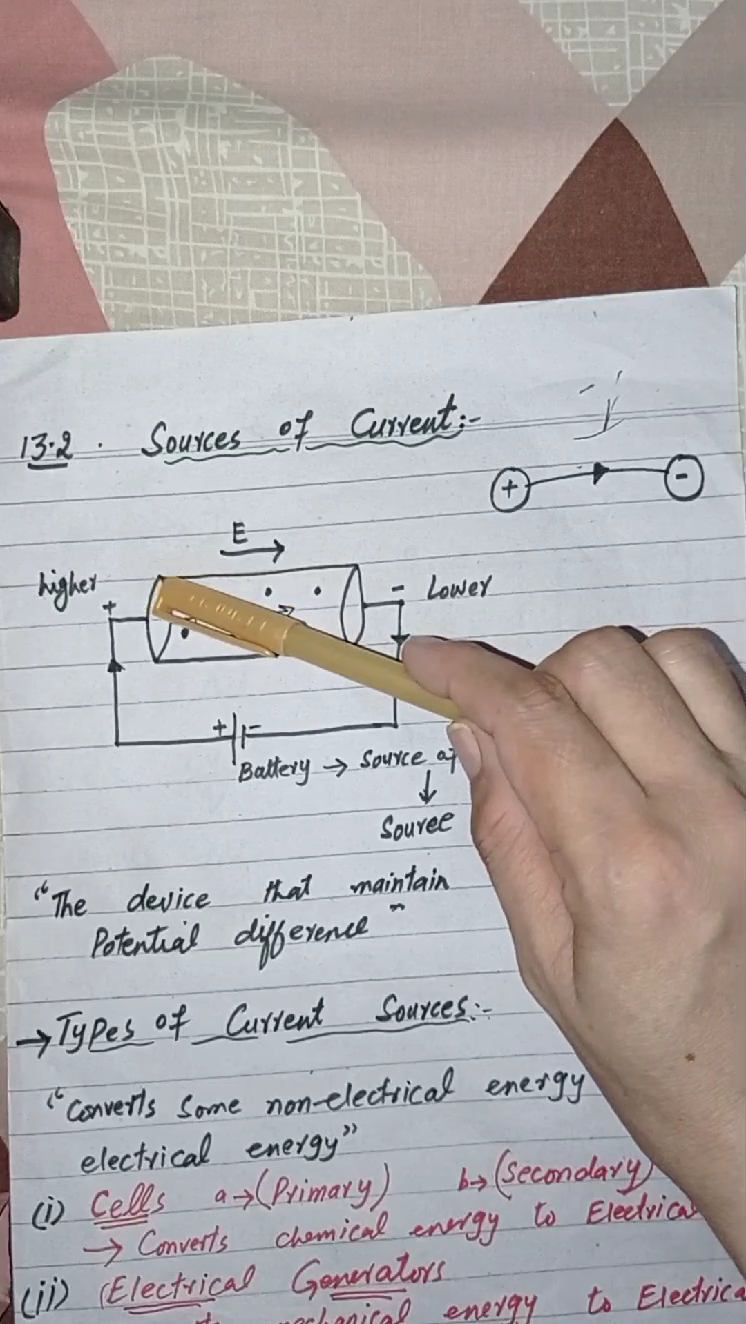 13.2. Sources of Current:-
+ -
E
higher + - Lower
+ -
Battery → Source of
↓
Source
"The device that maintain
Potential difference"
→ Types of Current Sources:-
"Converts some non-electrical energy
electrical energy"
(i) Cells a→(Primary) b→(Secondary)
→ Converts chemical energy to Electrical
(ii) (Electrical Generators
energy to Electrica